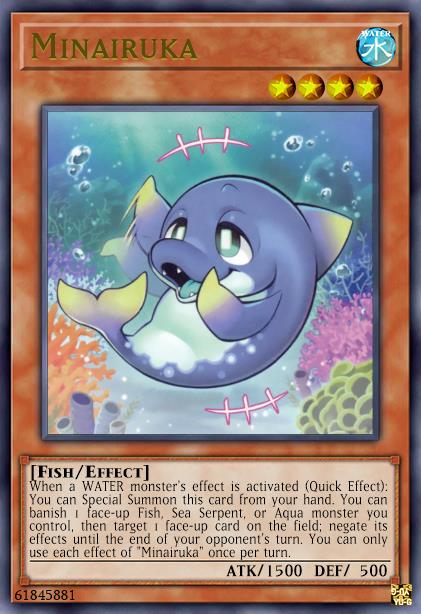 MINAIRUKA
WATER
水
[FISH/EFFECT]
When a WATER monster's effect is activated (Quick Effect):
You can Special Summon this card from your hand. You can
banish 1 face-up Fish, Sea Serpent, or Aqua monster you
control, then target 1 face-up card on the field; negate its
effects until the end of your opponent's turn. You can only
use each effect of "Minairuka" once per turn.
ATK/1500 DEF/ 500
61845881